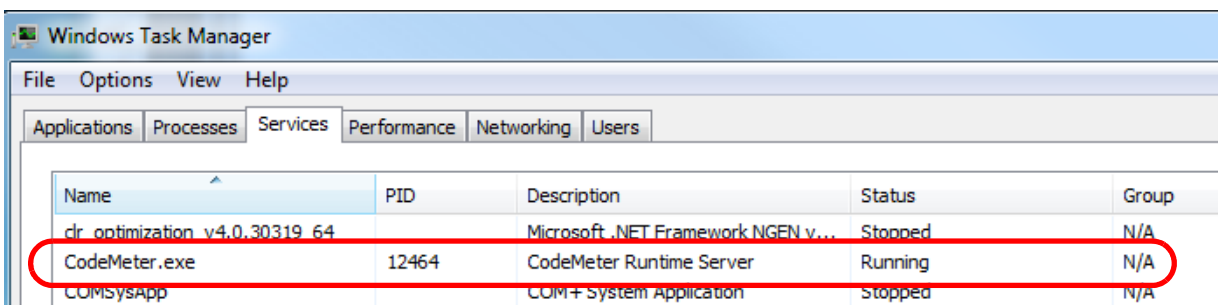 Windows Task Manager
File Options View Help
Applications Processes Services Performance Networking Users
Name PID Description Status Group
clr_optimization_v4.0.30319_64 Microsoft .NET Framework NGEN v... Stopped N/A
CodeMeter.exe 12464 CodeMeter Runtime Server Running N/A
COMSysApp COM+ System Application Stopped N/A